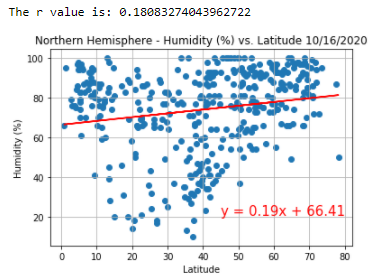 The r value is: 0.18083274043962722
Northern Hemisphere - Humidity (%) vs. Latitude 10/16/2020
100
80
60
40
20
Humidity (%)
y = 0.19x + 66.41
0 10 20 30 40 50 60 70 80
Latitude